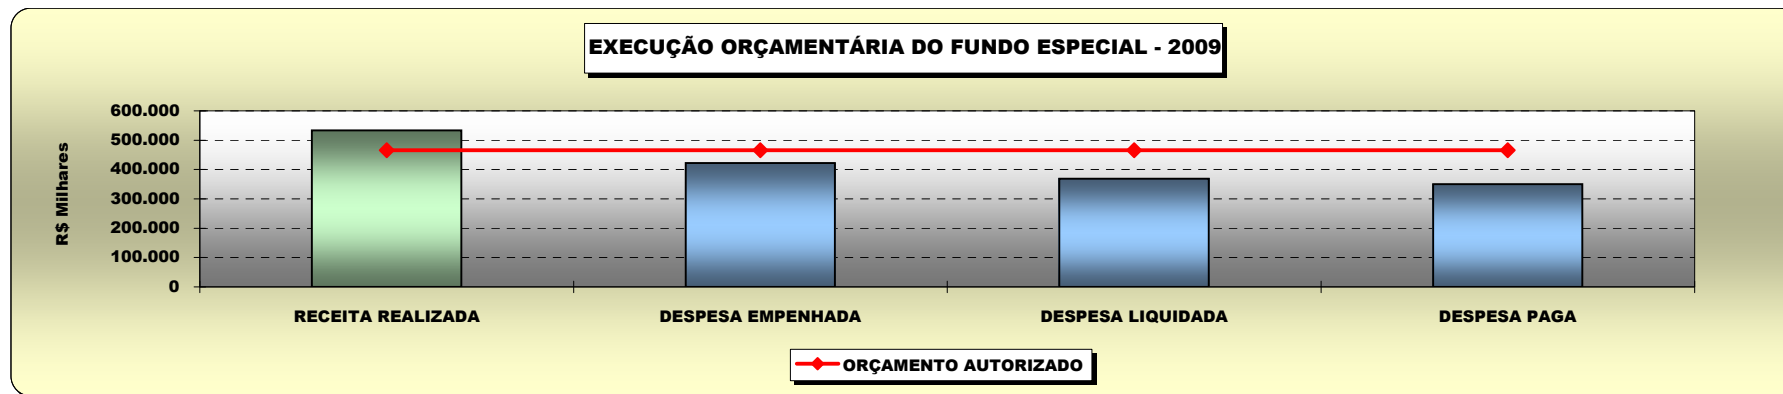 EXECUÇÃO ORÇAMENTÁRIA DO FUNDO ESPECIAL - 2009
R$ Milhares
600.000
500.000
400.000
300.000
200.000
100.000
0
RECEITA REALIZADA
DESPESA EMPENHADA
DESPESA LIQUIDADA
DESPESA PAGA
ORÇAMENTO AUTORIZADO